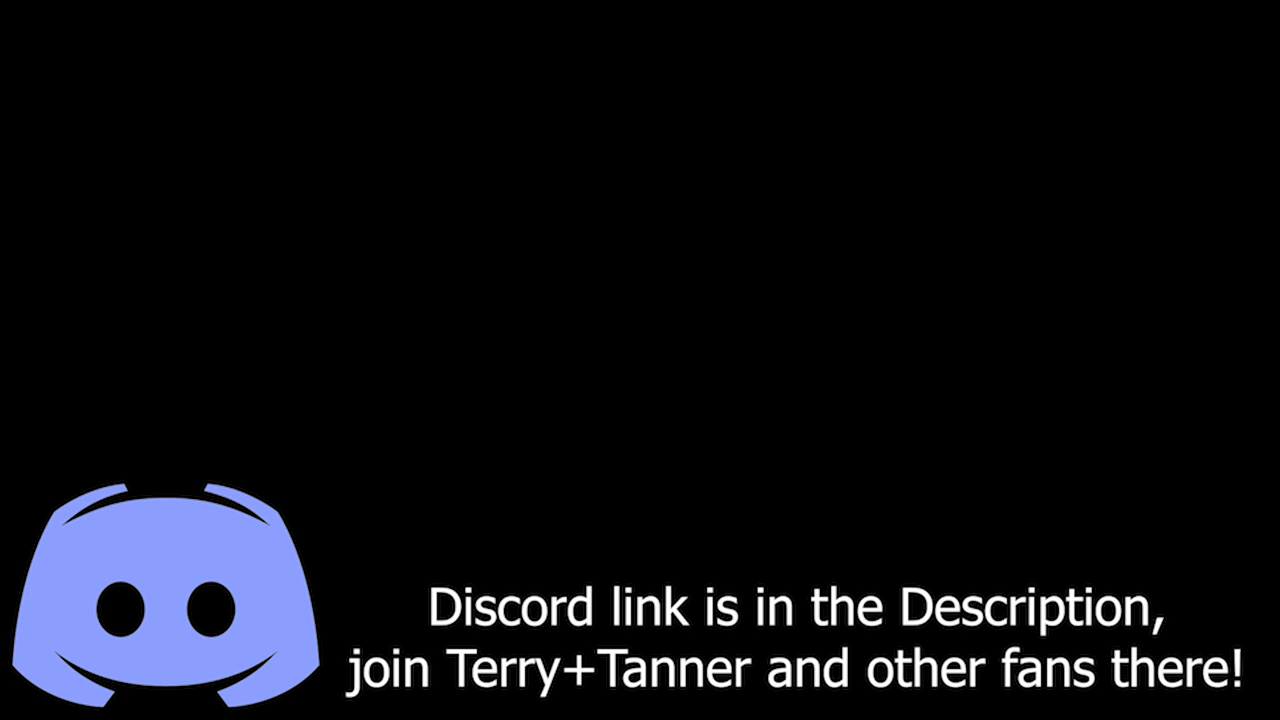 Discord link is in the Description,
join Terry+Tanner and other fans there!